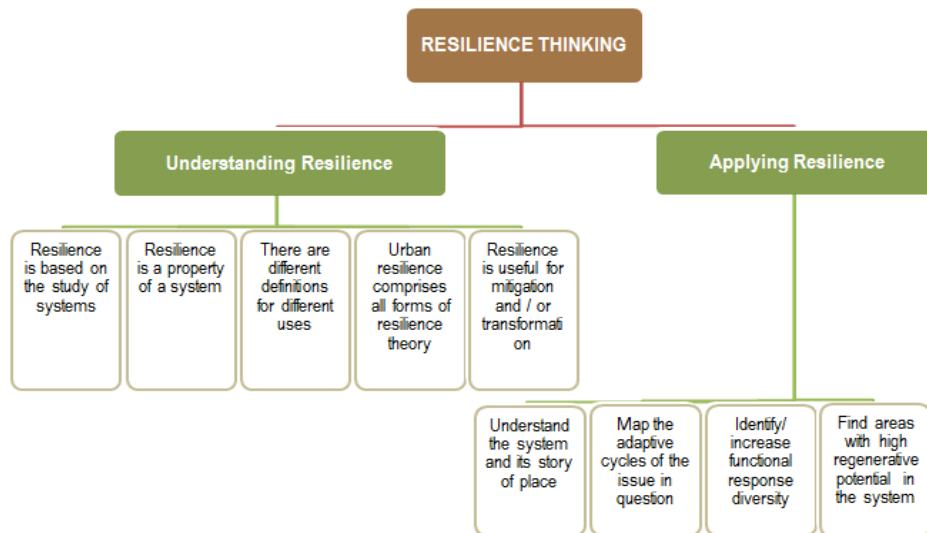 RESILIENCE THINKING
Understanding Resilience
Applying Resilience
Resilience
is based on
the study of
systems
Resilience
is a property
of a system
There are
different
definitions
for different
uses
Urban
resilience
comprises
all forms of
resilience
theory
Resilience
is useful for
mitigation
and / or
transformati
on
Understand
the system
and its story
of place
Map the
adaptive
cycles of the
issue in
question
Identify/
increase
functional
response
diversity
Find areas
with high
regenerative
potential in
the system